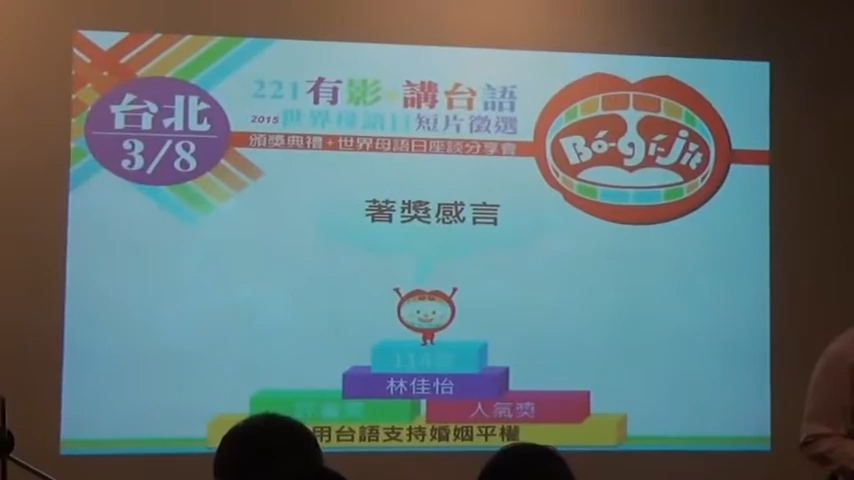 台北
3/8
221有影+講台語
2015世界母語日短片徵選
頒獎典禮+世界母語日座談分享會
Bó-gí-ji̍t
著獎感言
林佳怡
人氣獎
用台語支持婚姻平權